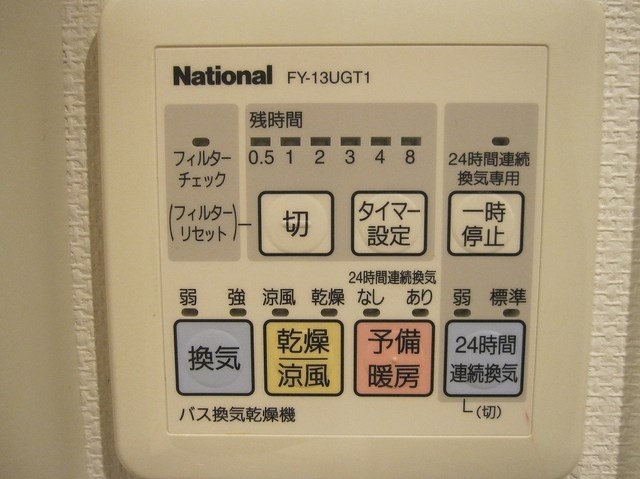 National FY-13UGT1
残時間
0.5 1 2 3 4 8
フィルター
チェック
24時間連続
換気専用
(フィルター
リセット)
切
タイマー
設定
一時
停止
24時間連続換気
弱 強 涼風 乾燥 なし あり 弱 標準
換気
乾燥
涼風
予備
暖房
24時間
連続換気
バス換気乾燥機
(切)